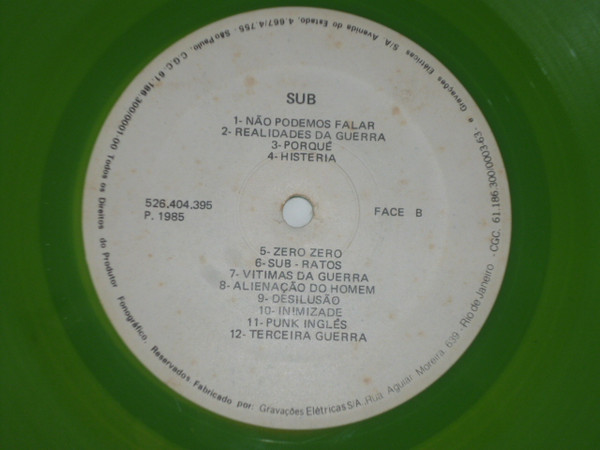 SUB
1- NÃO PODEMOS FALAR
2- REALIDADES DA GUERRA
3- PORQUÉ
4- HISTERIA
526.404.395
P. 1985
FACE B
5- ZERO ZERO
6- SUB - RATOS
7- VITIMAS DA GUERRA
8- ALIENAÇÃO DO HOMEM
9- DESILUSÃO
10- INIMIZADE
11- PUNK INGLÊS
12- TERCEIRA GUERRA
Reservados Fabricado por: Gravações Elétricas S/A.,Rua Aguiar Moreira, 639 - Rio de Janeiro - CGC. 61.186.300/0003-63- e Gravações Elétricas S/A. Avenida do Estado, 4.667/4.755 - São Paulo. C.G.C. 61.186.300/0001.00 Todos os Direitos do Produtor Fonográfico.